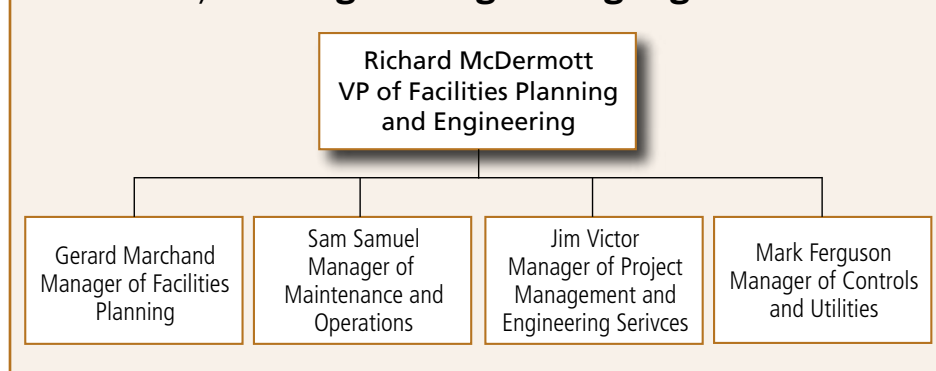 Richard McDermott
VP of Facilities Planning
and Engineering
Gerard Marchand
Manager of Facilities
Planning
Sam Samuel
Manager of
Maintenance and
Operations
Jim Victor
Manager of Project
Management and
Engineering Serivces
Mark Ferguson
Manager of Controls
and Utilities